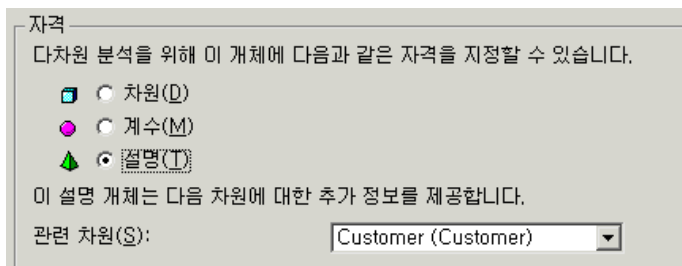 자격
다차원 분석을 위해 이 개체에 다음과 같은 자격을 지정할 수 있습니다.
차원(D)
계수(M)
설명(T)
이 설명 개체는 다음 차원에 대한 추가 정보를 제공합니다.
관련 차원(S): Customer (Customer)